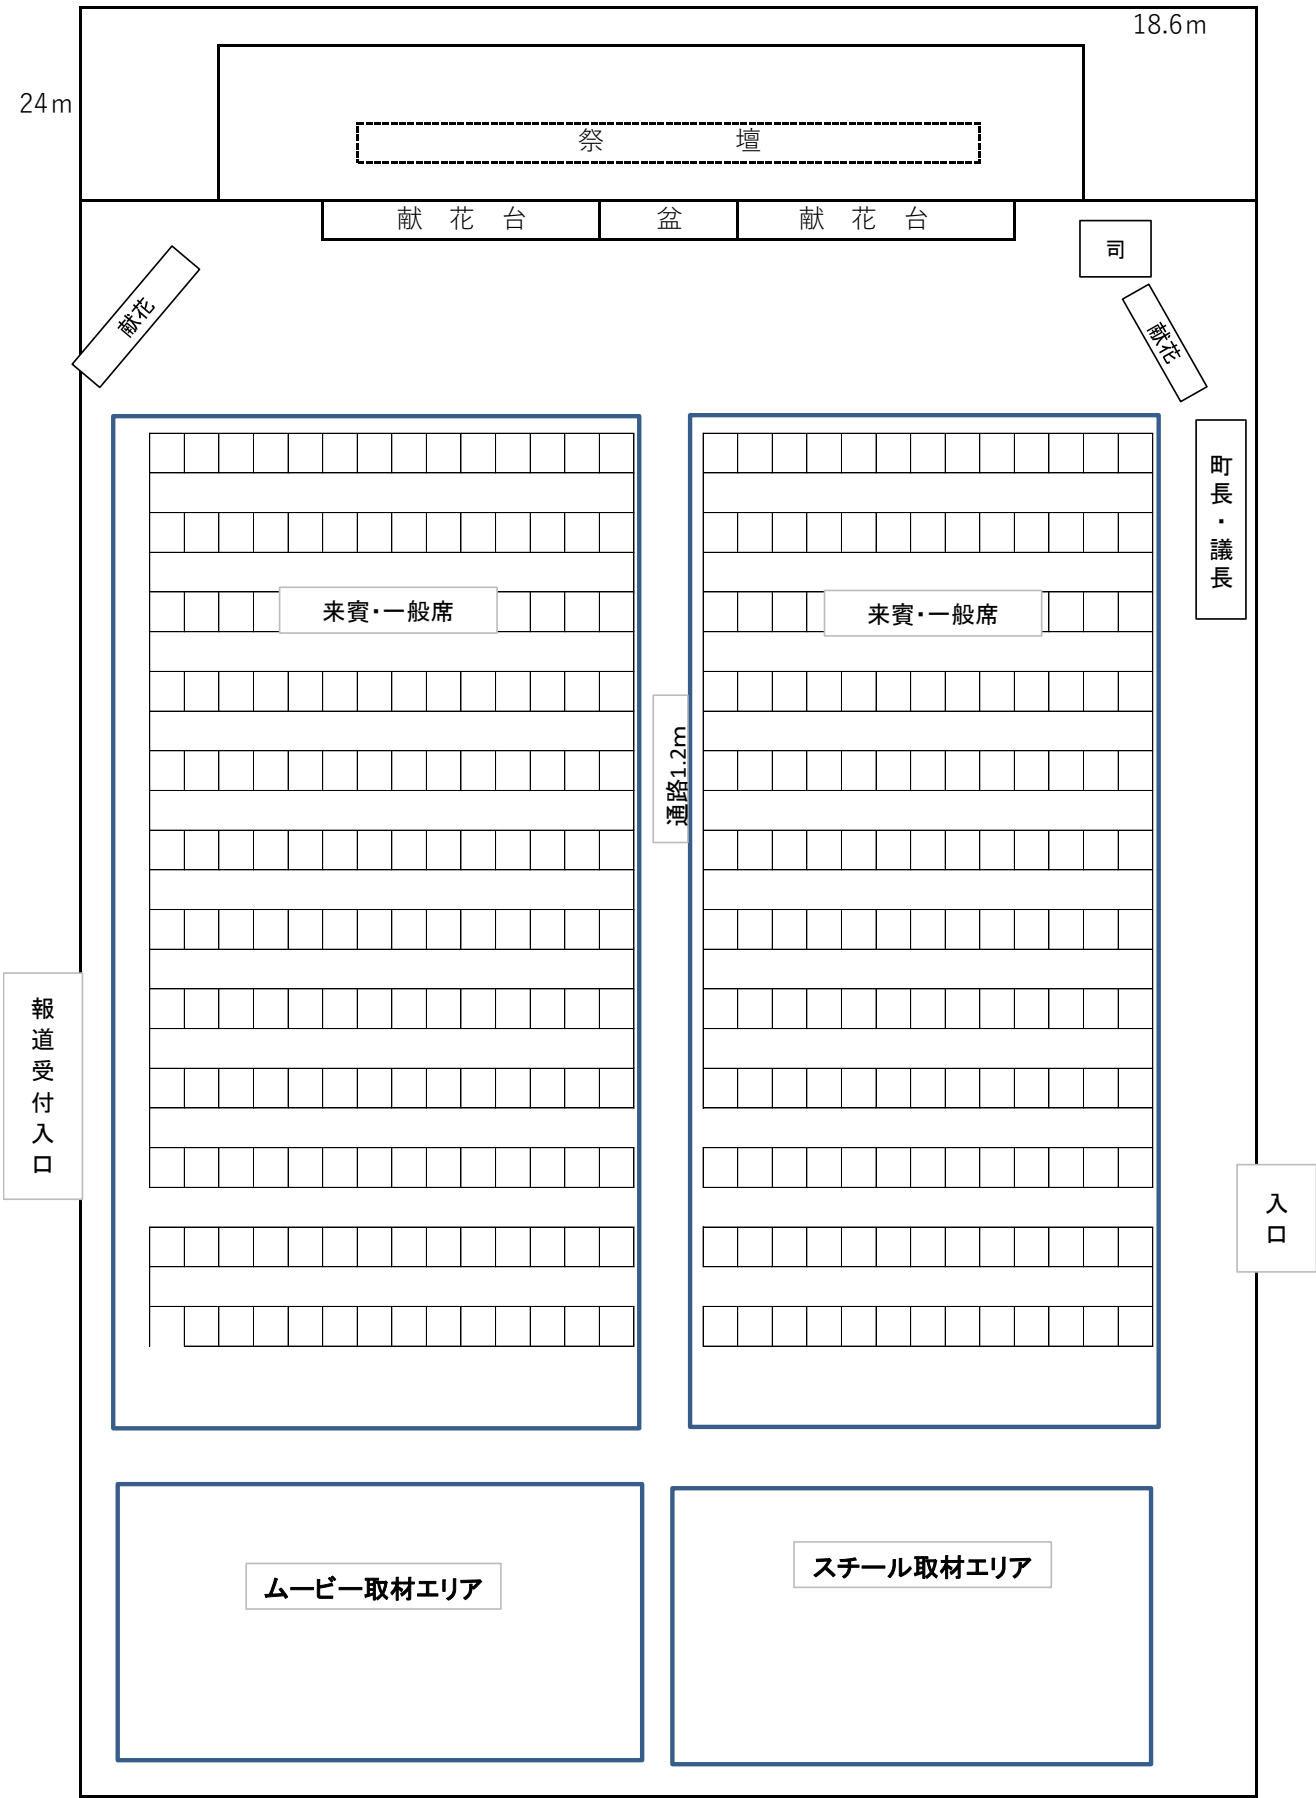 18.6m
24m
祭 壇
献 花 台
盆
献 花 台
司
献花
献花
町長・議長
来賓・一般席
来賓・一般席
通路1.2m
報道受付入口
入口
ムービー取材エリア
スチール取材エリア